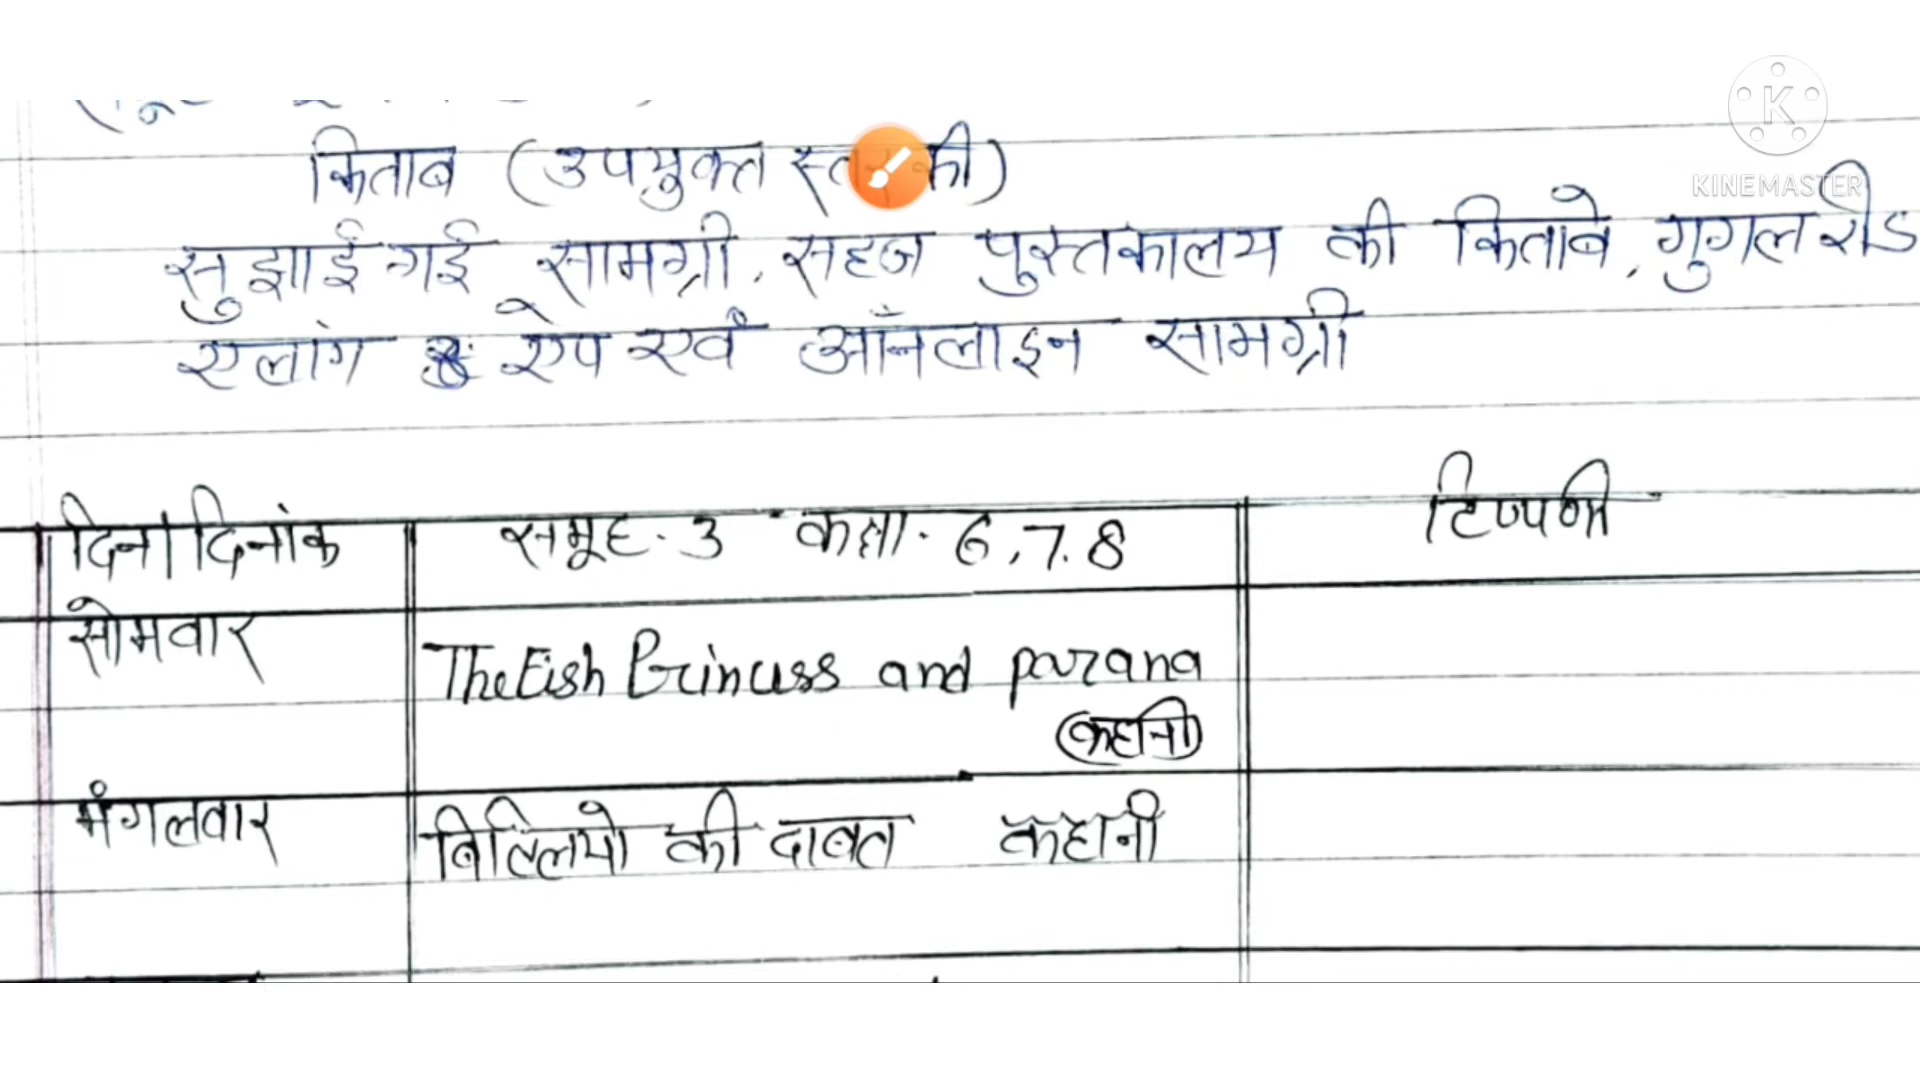 किताब (उपयुक्त स्तर की)
सुझाई गई सामग्री, सहज पुस्तकालय की किताबे, गुगल रीड
एलांग ऐप एवं ऑनलाइन सामग्री
दिन/दिनांक समूह-3 कक्षा-6,7.8 टिप्पणी
सोमवार The Fish Princess and parana
(कहानी)
मंगलवार बिल्लियो की दावत कहानी
K
KINEMASTER